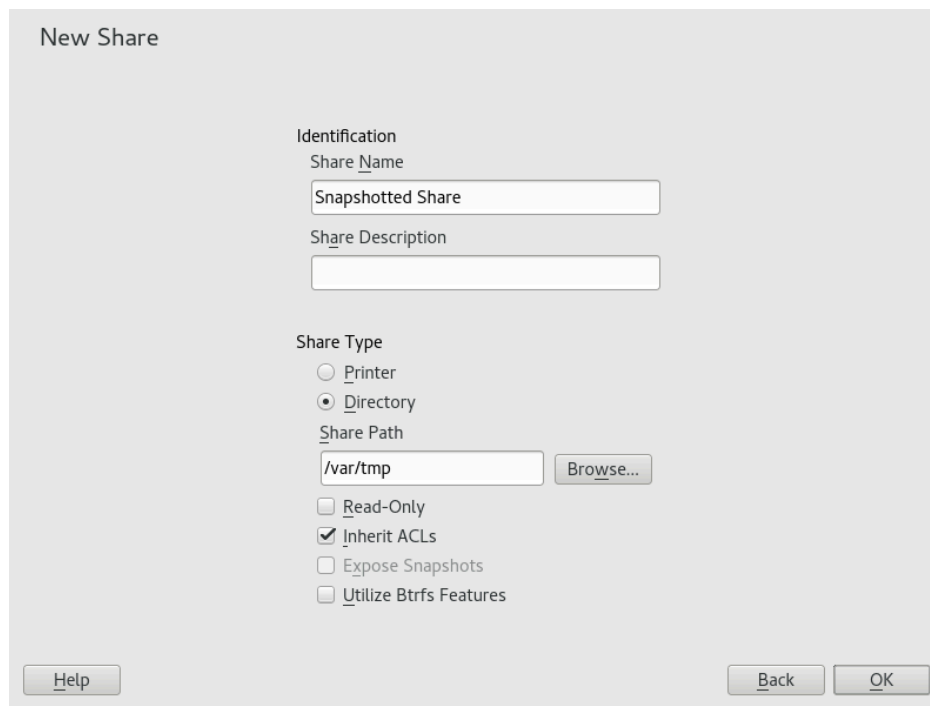 New Share
Identification
Share Name
Snapshotted Share
Share Description
Share Type
Printer
Directory
Share Path
/var/tmp
Browse...
Read-Only
Inherit ACLs
Expose Snapshots
Utilize Btrfs Features
Help
Back
OK